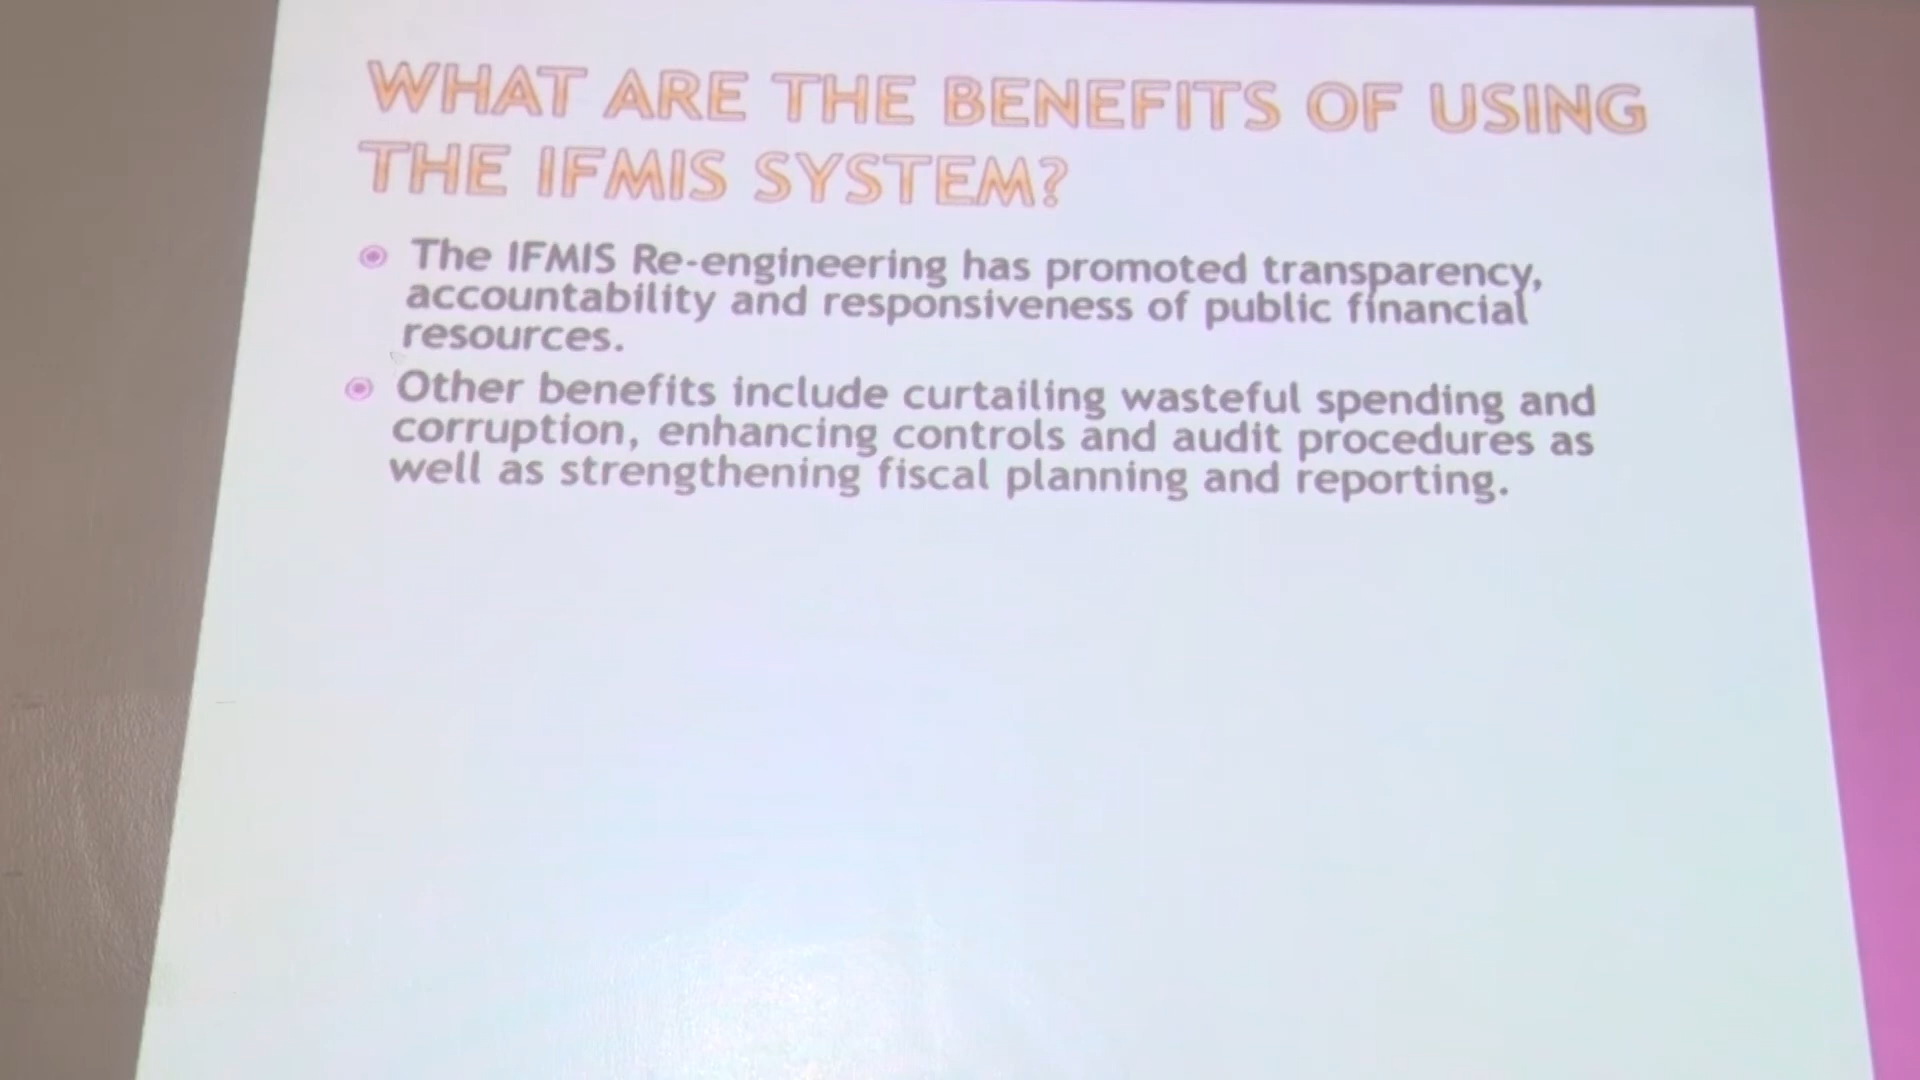 WHAT ARE THE BENEFITS OF USING
THE IFMIS SYSTEM?
The IFMIS Re-engineering has promoted transparency,
accountability and responsiveness of public financial
resources.
Other benefits include curtailing wasteful spending and
corruption, enhancing controls and audit procedures as
well as strengthening fiscal planning and reporting.